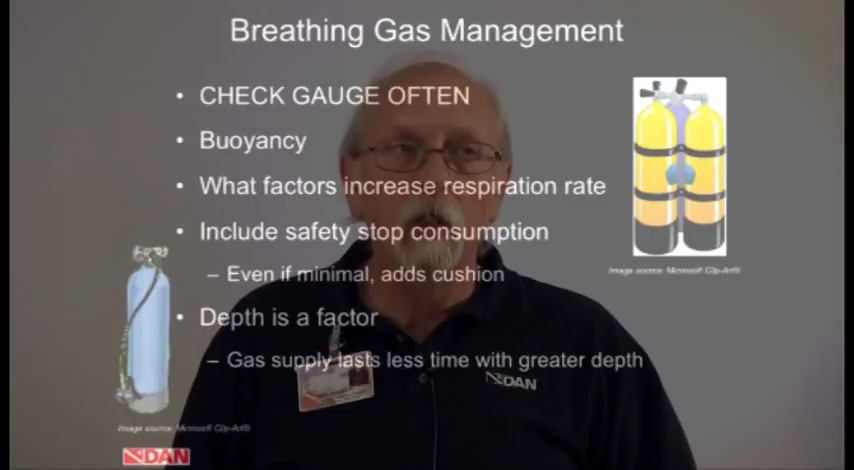 Breathing Gas Management
• CHECK GAUGE OFTEN
• Buoyancy
• What factors increase respiration rate
• Include safety stop consumption
– Even if minimal, adds cushion
• Depth is a factor
– Gas supply lasts less time with greater depth
Image source: Microsoft Clip-Art®
Image source: Microsoft Clip-Art®
DAN
DAN